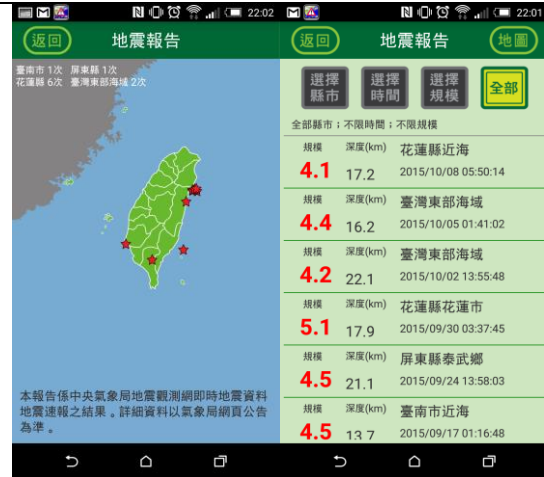 22:02
返回
地震報告
臺南市 1次 屏東縣 1次
花蓮縣 6次 臺灣東部海域 2次
本報告係中央氣象局地震觀測網即時地震資料
地震速報之結果。詳細資料以氣象局網頁公告
為準。
22:01
返回
地震報告
地圖
選擇
縣市
選擇
時間
選擇
規模
全部
全部縣市；不限時間；不限規模
規模 深度(km) 花蓮縣近海
4.1 17.2 2015/10/08 05:50:14
規模 深度(km) 臺灣東部海域
4.4 16.2 2015/10/05 01:41:02
規模 深度(km) 臺灣東部海域
4.2 22.1 2015/10/02 13:55:48
規模 深度(km) 花蓮縣花蓮市
5.1 17.9 2015/09/30 03:37:45
規模 深度(km) 屏東縣泰武鄉
4.5 21.1 2015/09/24 13:58:03
規模 深度(km) 臺南市近海
4.5 13.7 2015/09/17 01:16:48